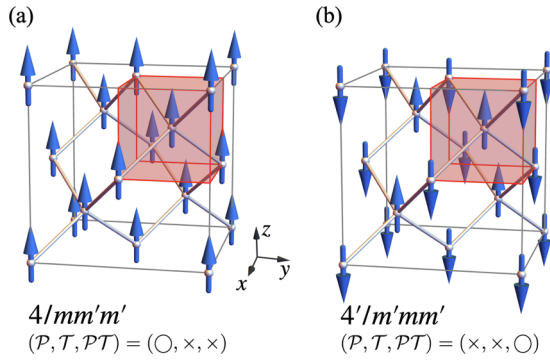 (a)
(b)
z
y
x
4/mm′m′
(𝒫, 𝒯, 𝒫𝒯) = (○, ×, ×)
4′/m′mm′
(𝒫, 𝒯, 𝒫𝒯) = (×, ×, ○)